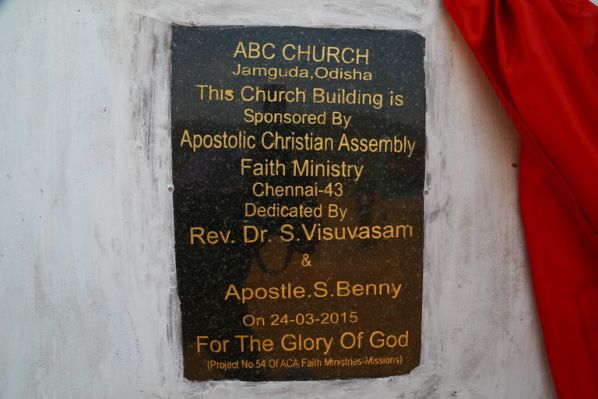 ABC CHURCH
Jamguda,Odisha
This Church Building is
Sponsored By
Apostolic Christian Assembly
Faith Ministry
Chennai-43
Dedicated By
Rev. Dr. S.Visuvasam
&
Apostle.S.Benny
On 24-03-2015
For The Glory Of God
(Project No.54 Of ACA Faith Ministries-Missions)